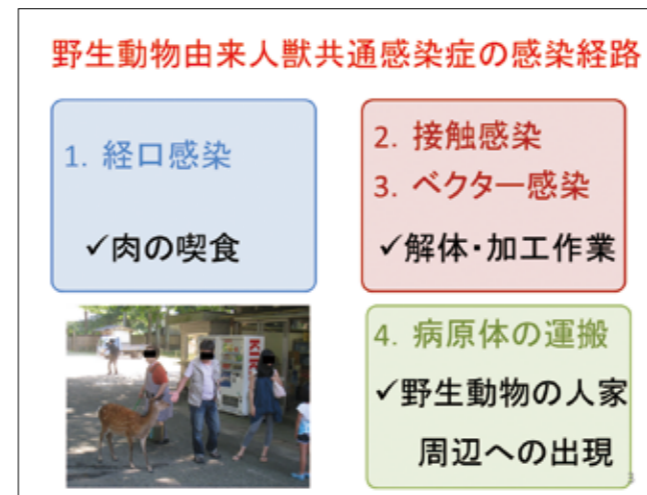 野生動物由来人獣共通感染症の感染経路
1. 経口感染
✓肉の喫食
2. 接触感染
3. ベクター感染
✓解体・加工作業
KIRIN
4. 病原体の運搬
✓野生動物の人家
周辺への出現
3